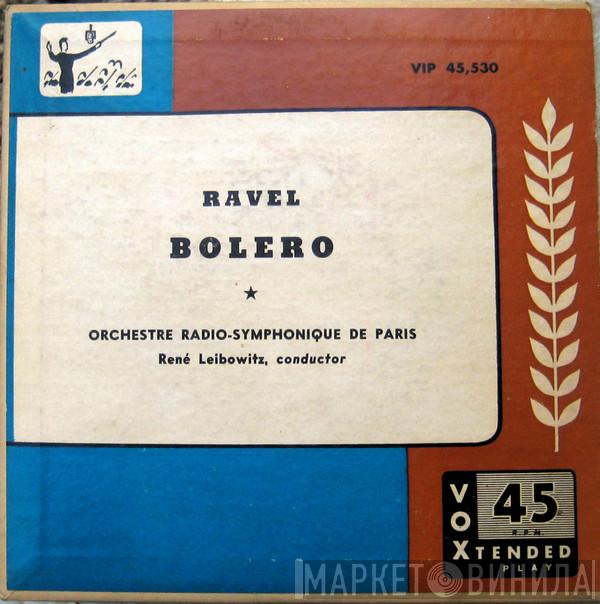 VIP 45,530
RAVEL
BOLERO
★
ORCHESTRE RADIO-SYMPHONIQUE DE PARIS
René Leibowitz, conductor
VOX
45
R.P.M.
XTENDED
PLAY
МАРКЕТ ВИНИЛА